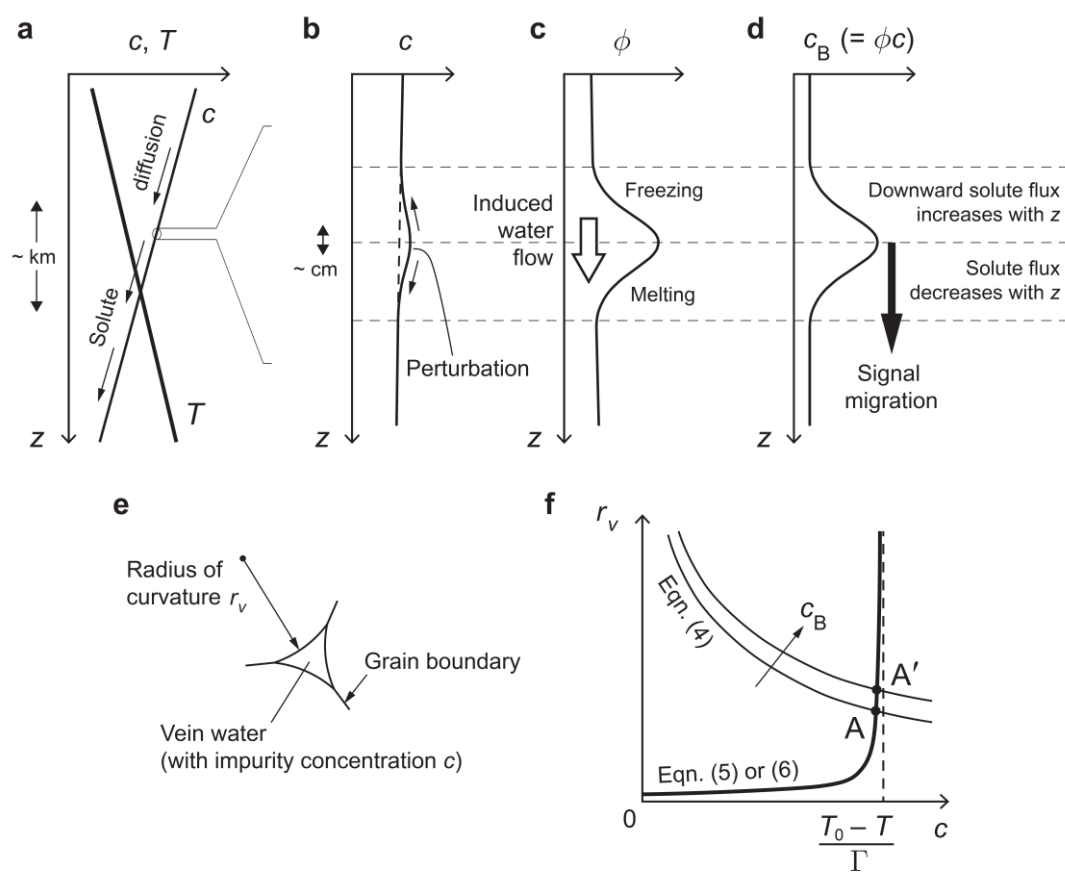 a
c, T
c
diffusion
~ km
Solute
T
z
b
c
~ cm
Perturbation
z
c
ϕ
Induced
water
flow
Freezing
Melting
z
d
c_B (= ϕc)
Downward solute flux
increases with z
Solute flux
decreases with z
Signal
migration
z
e
Radius of
curvature r_v
Grain boundary
Vein water
(with impurity concentration c)
f
r_v
Eqn. (4)
c_B
A′
A
Eqn. (5) or (6)
0
T_0 − T
Γ
c